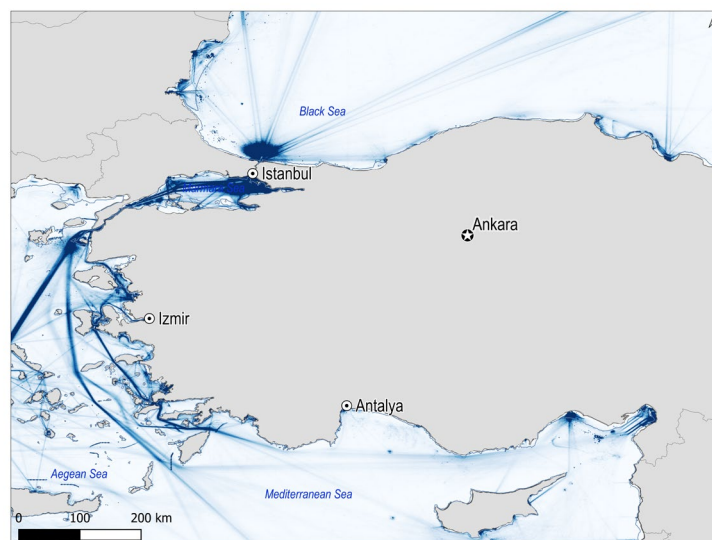 Black Sea
Istanbul
Ankara
Izmir
Antalya
Aegean Sea
Mediterranean Sea
0 100 200 km